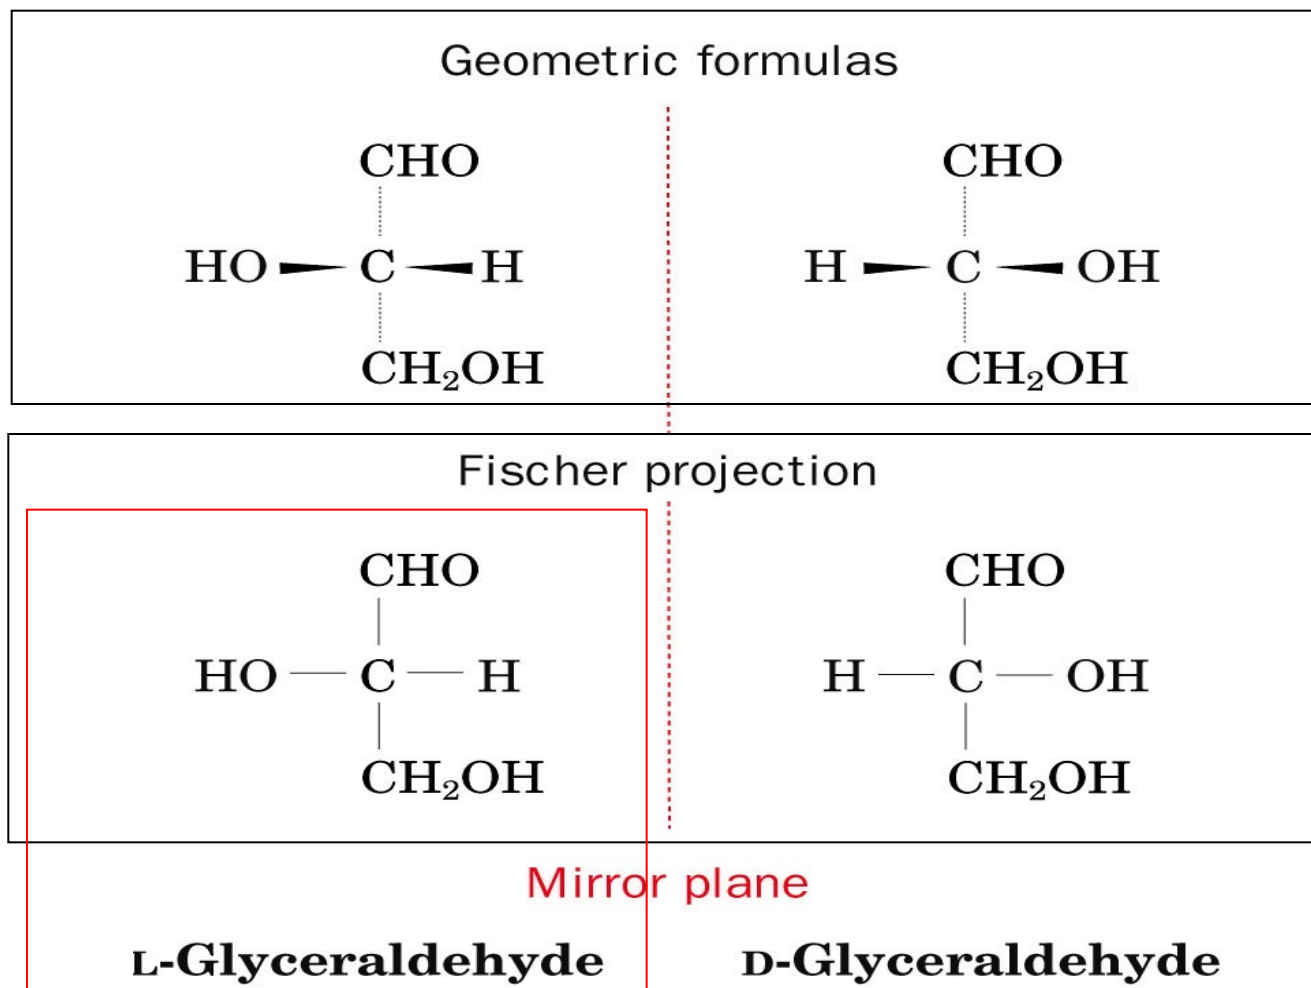 Geometric formulas
CHO CHO
HO C H H C OH
CH₂OH CH₂OH
Fischer projection
CHO CHO
HO — C — H H — C — OH
CH₂OH CH₂OH
Mirror plane
L-Glyceraldehyde D-Glyceraldehyde